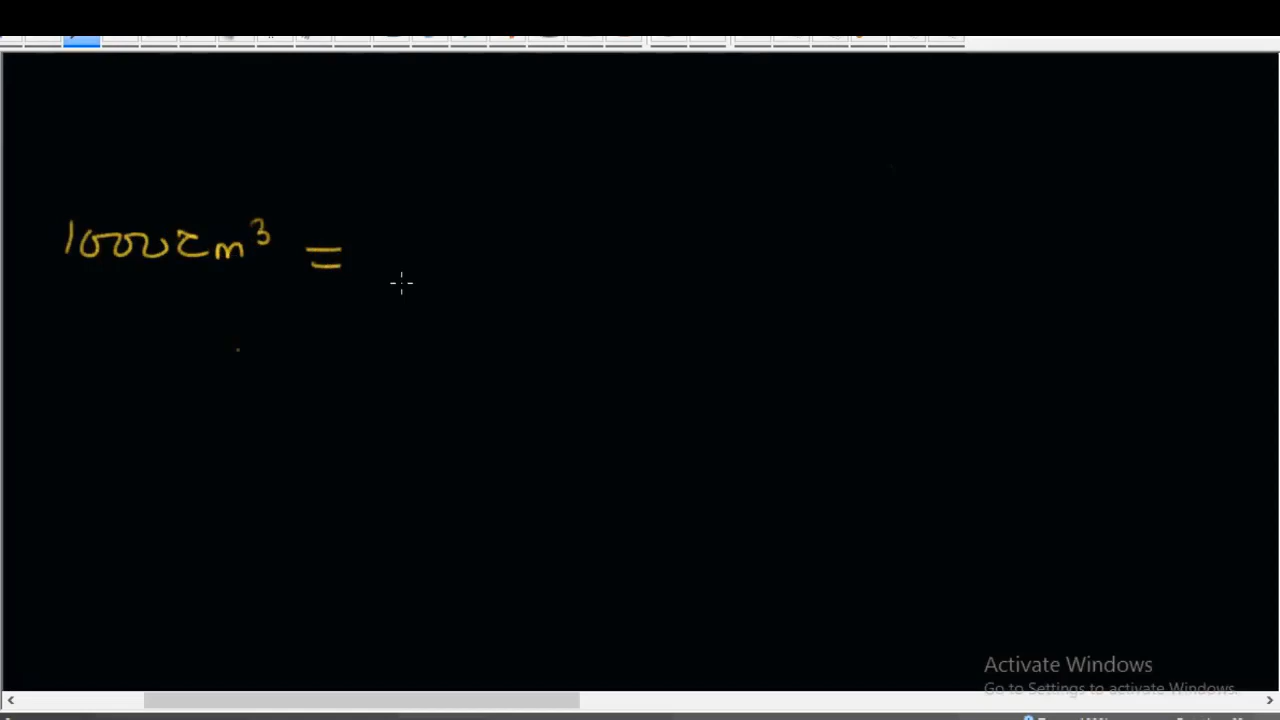 1000cm³ =
Activate Windows
Go to Settings to activate Windows.